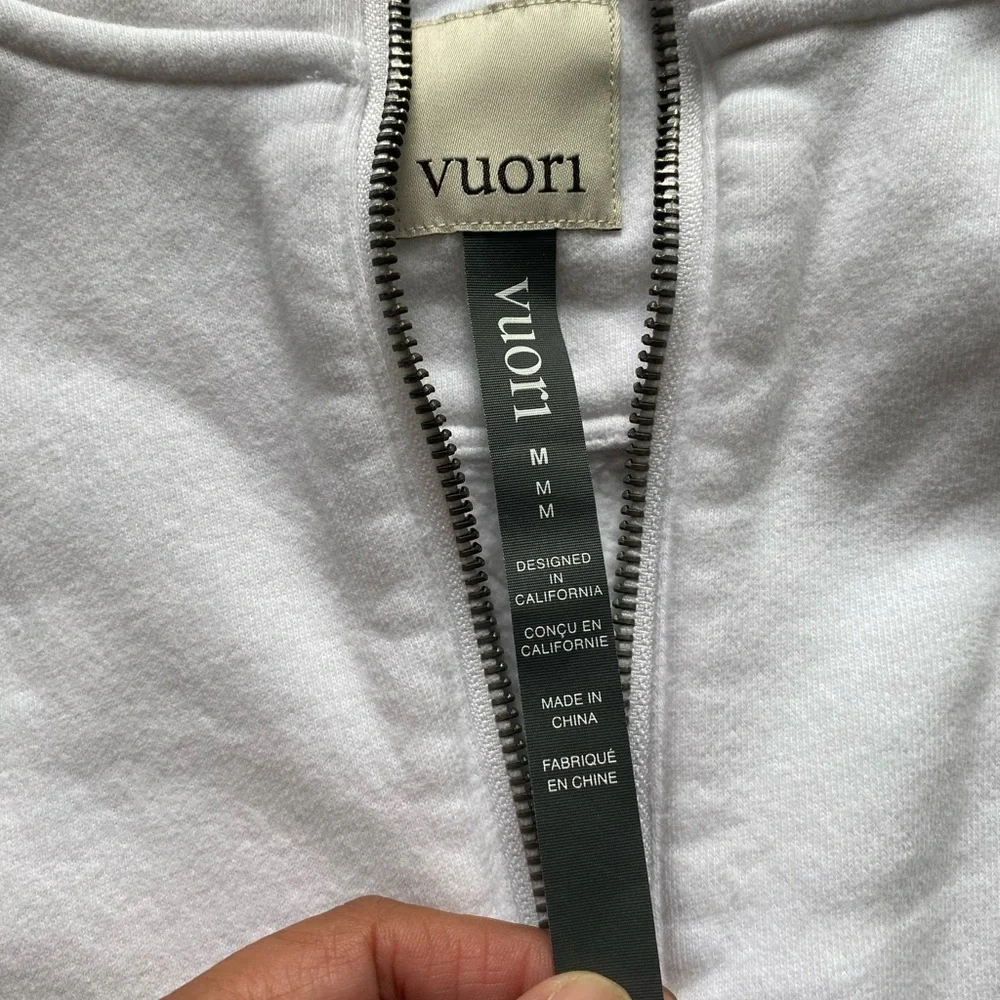 vuori
vuori
M
M
M
DESIGNED
IN
CALIFORNIA
CONÇU EN
CALIFORNIE
MADE IN
CHINA
FABRIQUÉ
EN CHINE